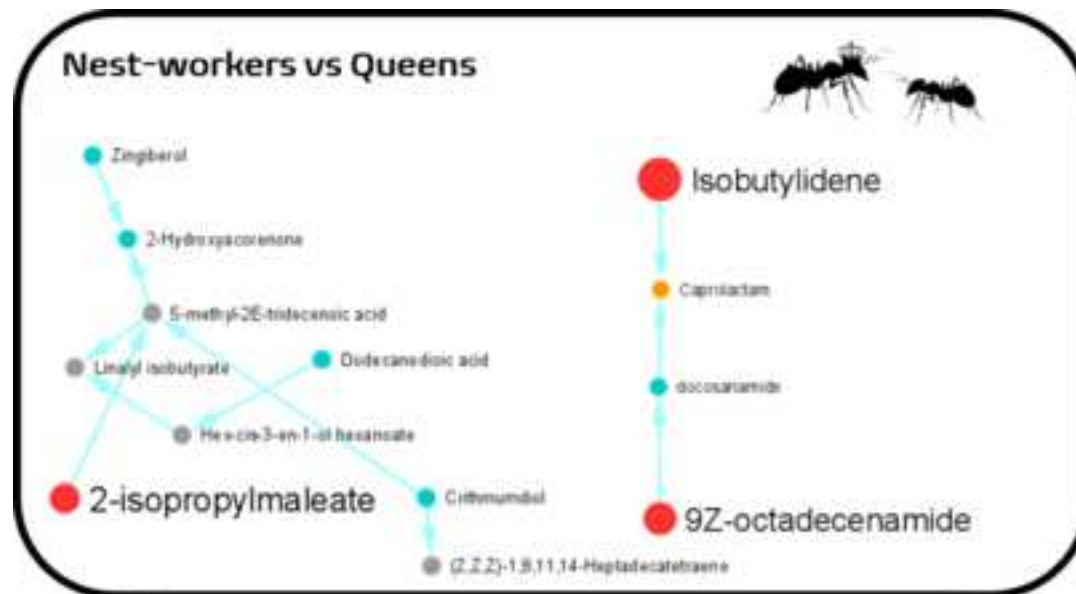 Nest-workers vs Queens
Zingiberol
Isobutylidene
2-Hydroxyacorenone
Caprolactam
5-methyl-2E-tridecenoic acid
Linalyl isobutyrate
Dodecanedioic acid
docosanamide
Hex-cis-3-en-1-ol hexanoate
2-isopropylmaleate
Crithmumdiol
9Z-octadecenamide
(Z,Z,Z)-1,8,11,14-Heptadecatetraene